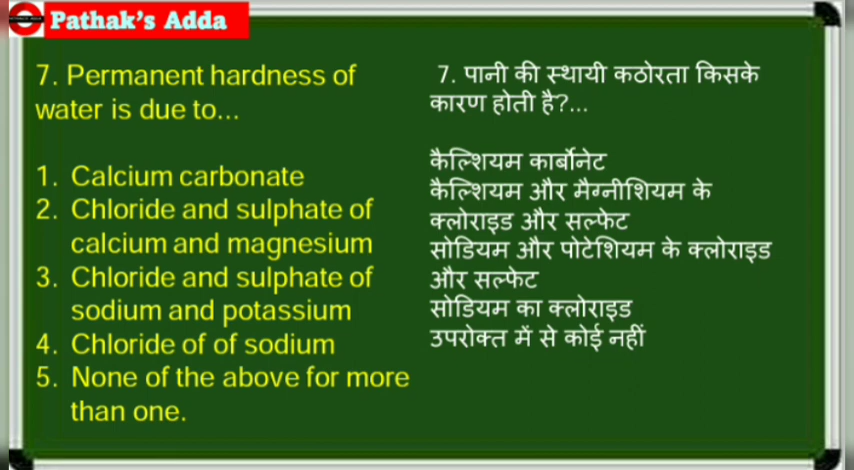 Pathak's Adda
7. Permanent hardness of
water is due to...
1. Calcium carbonate
2. Chloride and sulphate of
calcium and magnesium
3. Chloride and sulphate of
sodium and potassium
4. Chloride of of sodium
5. None of the above for more
than one.
7. पानी की स्थायी कठोरता किसके
कारण होती है?...
कैल्शियम कार्बोनेट
कैल्शियम और मैग्नीशियम के
क्लोराइड और सल्फेट
सोडियम और पोटेशियम के क्लोराइड
और सल्फेट
सोडियम का क्लोराइड
उपरोक्त में से कोई नहीं